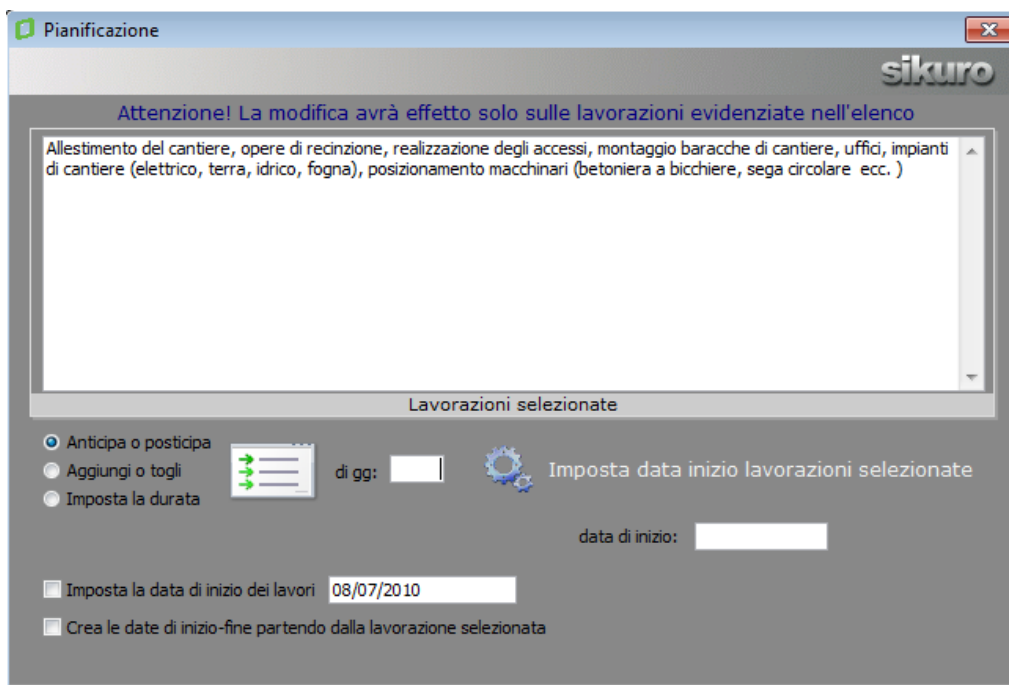 Pianificazione
sikuro
Attenzione! La modifica avrà effetto solo sulle lavorazioni evidenziate nell'elenco
Allestimento del cantiere, opere di recinzione, realizzazione degli accessi, montaggio baracche di cantiere, uffici, impianti
di cantiere (elettrico, terra, idrico, fogna), posizionamento macchinari (betoniera a bicchiere, sega circolare  ecc. )
Lavorazioni selezionate
Anticipa o posticipa
Aggiungi o togli
Imposta la durata
di gg:
Imposta data inizio lavorazioni selezionate
data di inizio:
Imposta la data di inizio dei lavori 08/07/2010
Crea le date di inizio-fine partendo dalla lavorazione selezionata